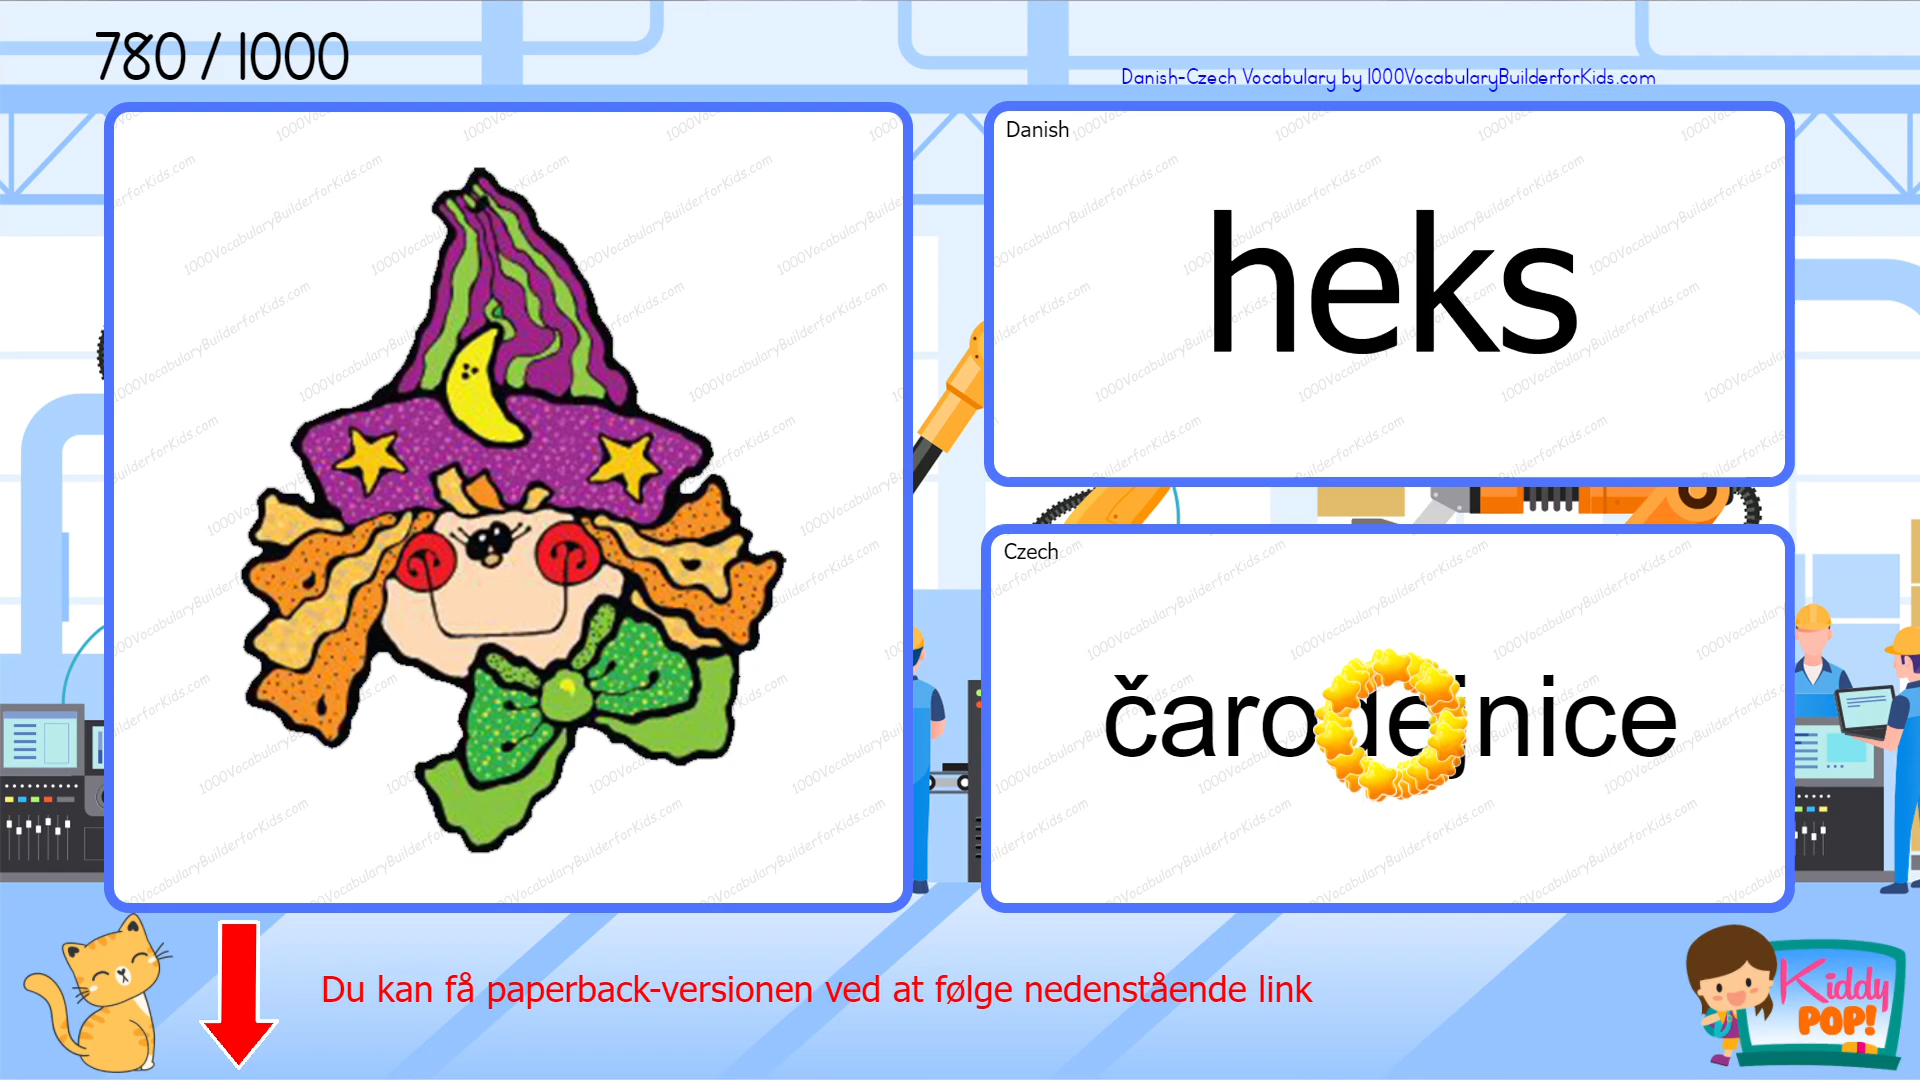 780 / 1000
Danish-Czech Vocabulary by 1000VocabularyBuilderforKids.com
Danish
heks
Czech
čarodejnice
Du kan få paperback-versionen ved at følge nedenstående link
Kiddy
POP!